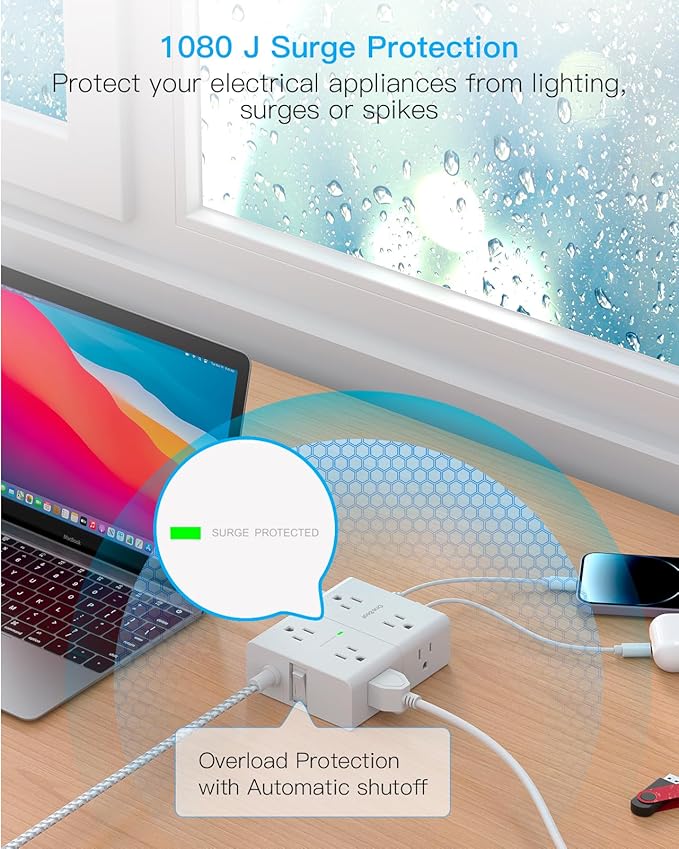 1080 J Surge Protection
Protect your electrical appliances from lighting,
surges or spikes
SURGE PROTECTED
MacBook
Overload Protection
with Automatic shutoff